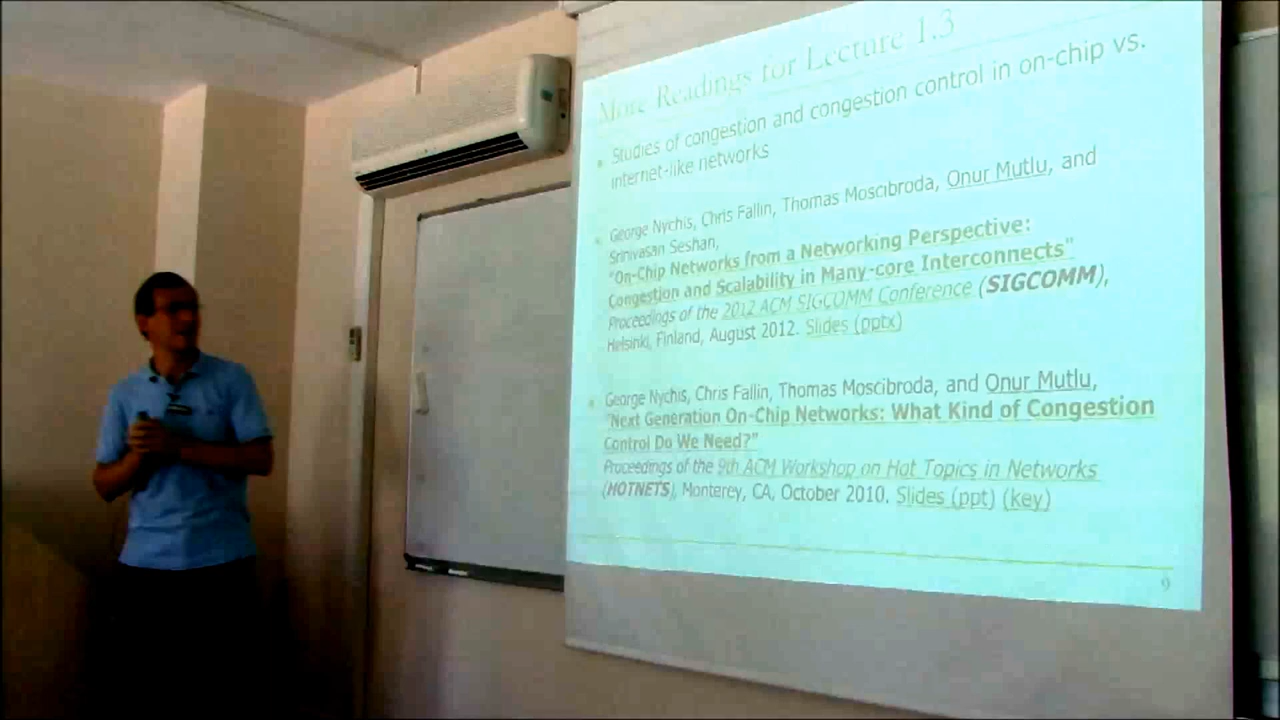 More Readings for Lecture 1.3
Studies of congestion and congestion control in on-chip vs.
internet-like networks
George Nychis, Chris Fallin, Thomas Moscibroda, Onur Mutlu, and
Srinivasan Seshan,
"On-Chip Networks from a Networking Perspective:
Congestion and Scalability in Many-core Interconnects"
Proceedings of the 2012 ACM SIGCOMM Conference (SIGCOMM),
Helsinki, Finland, August 2012. Slides (pptx)
George Nychis, Chris Fallin, Thomas Moscibroda, and Onur Mutlu,
"Next Generation On-Chip Networks: What Kind of Congestion
Control Do We Need?"
Proceedings of the 9th ACM Workshop on Hot Topics in Networks
(HOTNETS), Monterey, CA, October 2010. Slides (ppt) (key)
9